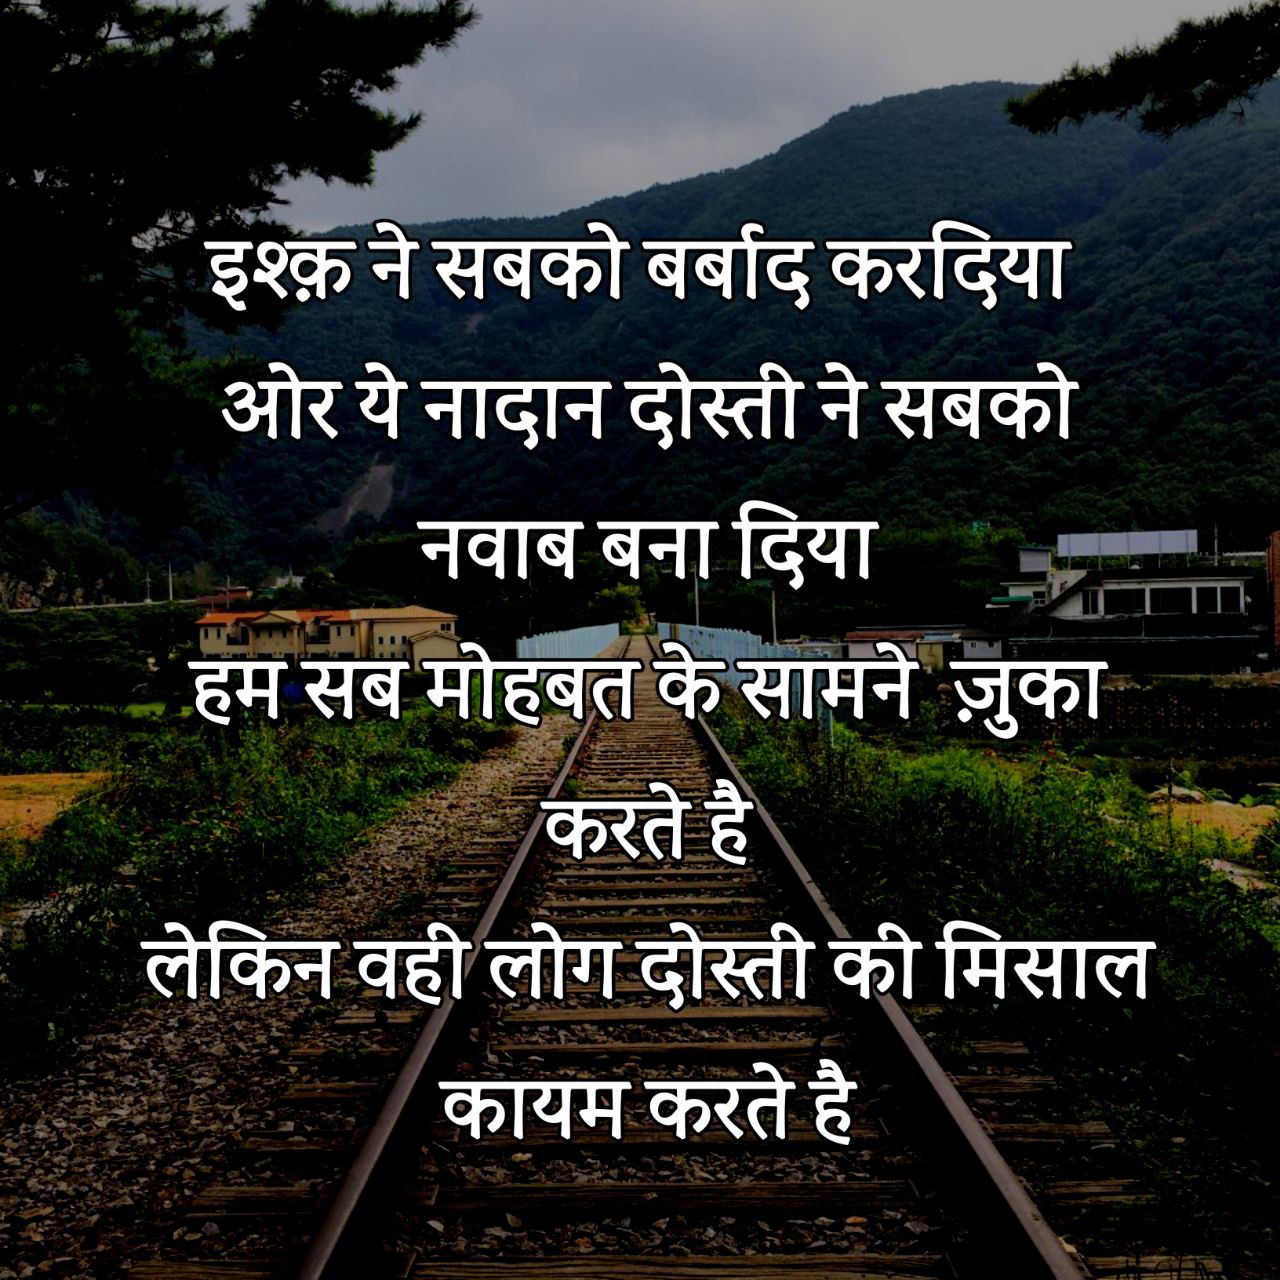 इश्क़ ने सबको बर्बाद करदिया
ओर ये नादान दोस्ती ने सबको
नवाब बना दिया
हम सब मोहबत के सामने ज़ुका
करते है
लेकिन वही लोग दोस्ती की मिसाल
कायम करते है